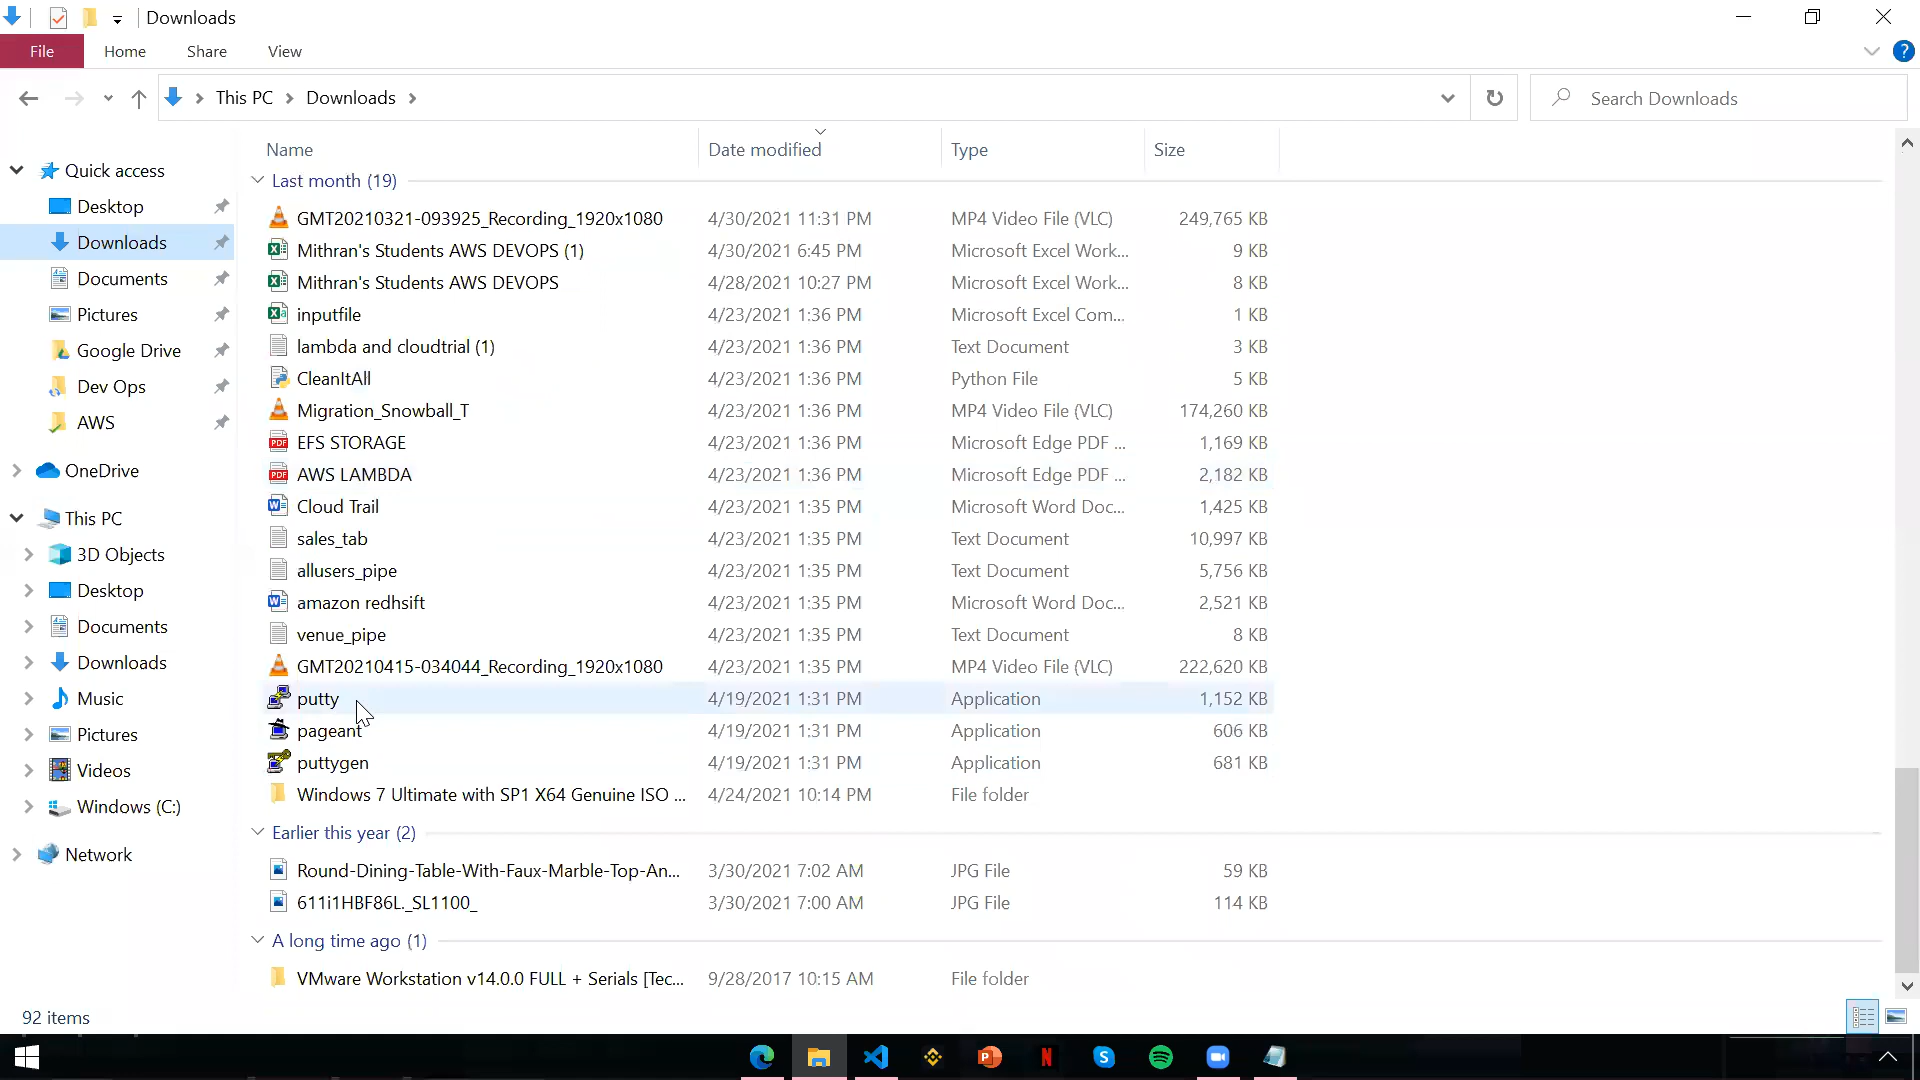 Downloads
File Home Share View
This PC Downloads
Search Downloads
Name Date modified Type Size
Quick access
Desktop
Downloads
Documents
Pictures
Google Drive
Dev Ops
AWS
OneDrive
This PC
3D Objects
Desktop
Documents
Downloads
Music
Pictures
Videos
Windows (C:)
Network
Last month (19)
GMT20210321-093925_Recording_1920x1080 4/30/2021 11:31 PM MP4 Video File (VLC) 249,765 KB
Mithran's Students AWS DEVOPS (1) 4/30/2021 6:45 PM Microsoft Excel Work... 9 KB
Mithran's Students AWS DEVOPS 4/28/2021 10:27 PM Microsoft Excel Work... 8 KB
inputfile 4/23/2021 1:36 PM Microsoft Excel Com... 1 KB
lambda and cloudtrial (1) 4/23/2021 1:36 PM Text Document 3 KB
CleanItAll 4/23/2021 1:36 PM Python File 5 KB
Migration_Snowball_T 4/23/2021 1:36 PM MP4 Video File (VLC) 174,260 KB
EFS STORAGE 4/23/2021 1:36 PM Microsoft Edge PDF ... 1,169 KB
AWS LAMBDA 4/23/2021 1:36 PM Microsoft Edge PDF ... 2,182 KB
Cloud Trail 4/23/2021 1:36 PM Microsoft Word Doc... 1,425 KB
sales_tab 4/23/2021 1:35 PM Text Document 10,997 KB
allusers_pipe 4/23/2021 1:35 PM Text Document 5,756 KB
amazon redhsift 4/23/2021 1:35 PM Microsoft Word Doc... 2,521 KB
venue_pipe 4/23/2021 1:35 PM Text Document 8 KB
GMT20210415-034044_Recording_1920x1080 4/23/2021 1:35 PM MP4 Video File (VLC) 222,620 KB
putty 4/19/2021 1:31 PM Application 1,152 KB
pageant 4/19/2021 1:31 PM Application 606 KB
puttygen 4/19/2021 1:31 PM Application 681 KB
Windows 7 Ultimate with SP1 X64 Genuine ISO ... 4/24/2021 10:14 PM File folder
Earlier this year (2)
Round-Dining-Table-With-Faux-Marble-Top-An... 3/30/2021 7:02 AM JPG File 59 KB
611i1HBF86L._SL1100_ 3/30/2021 7:00 AM JPG File 114 KB
A long time ago (1)
VMware Workstation v14.0.0 FULL + Serials [Tec... 9/28/2017 10:15 AM File folder
92 items